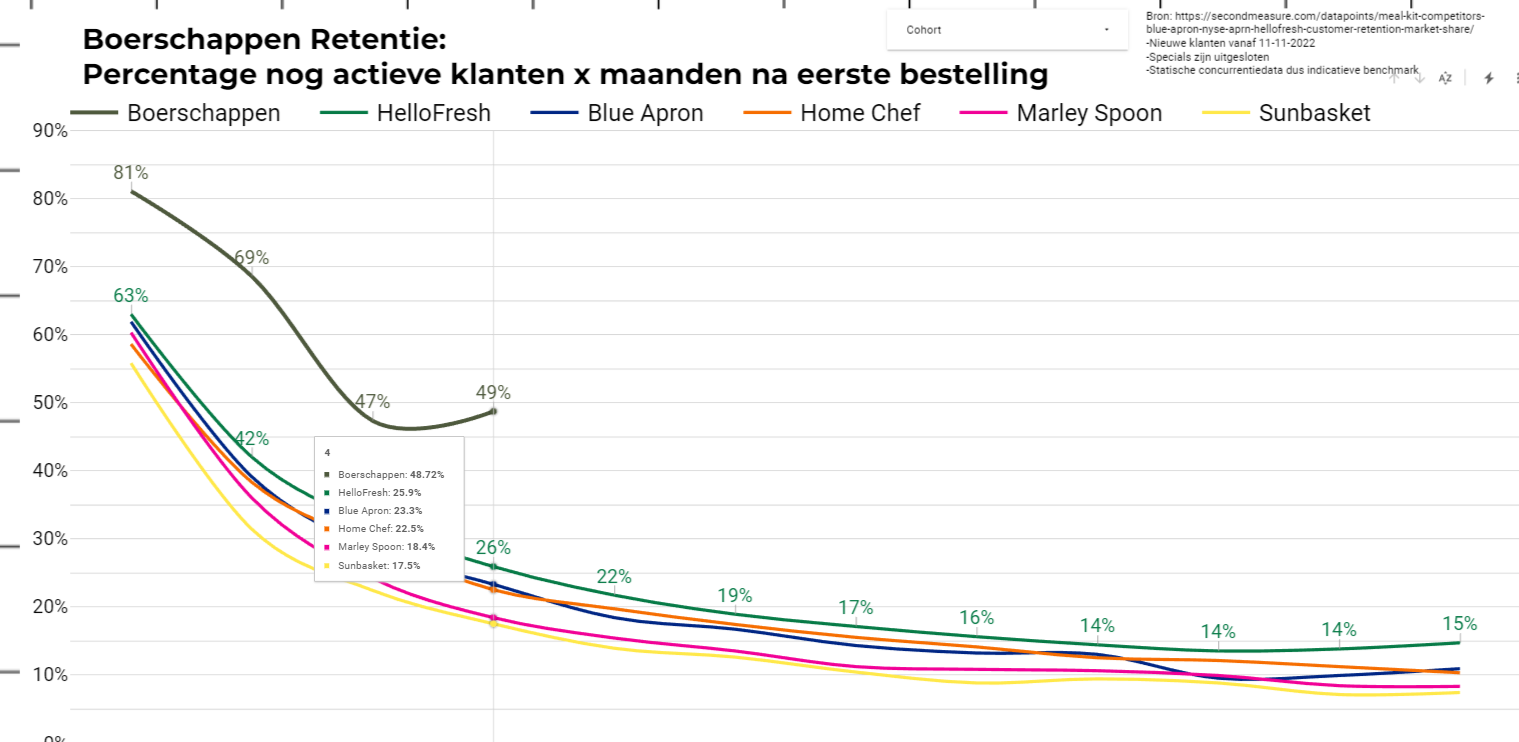 Boerschappen Retentie:
Percentage nog actieve klanten x maanden na eerste bestelling
Cohort
Bron: https://secondmeasure.com/datapoints/meal-kit-competitors-
blue-apron-nyse-aprn-hellofresh-customer-retention-market-share/
-Nieuwe klanten vanaf 11-11-2022
-Specials zijn uitgesloten
-Statische concurrentiedata dus indicatieve benchmark
Boerschappen HelloFresh Blue Apron Home Chef Marley Spoon Sunbasket
90%
81%
80%
69%
70%
63%
60%
49%
47%
50%
42%
40%
4
Boerschappen: 48.72%
HelloFresh: 25.9%
Blue Apron: 23.3%
Home Chef: 22.5%
Marley Spoon: 18.4%
Sunbasket: 17.5%
30%
26%
22%
19%
17%
16%
14%
14%
14%
15%
20%
10%
0%